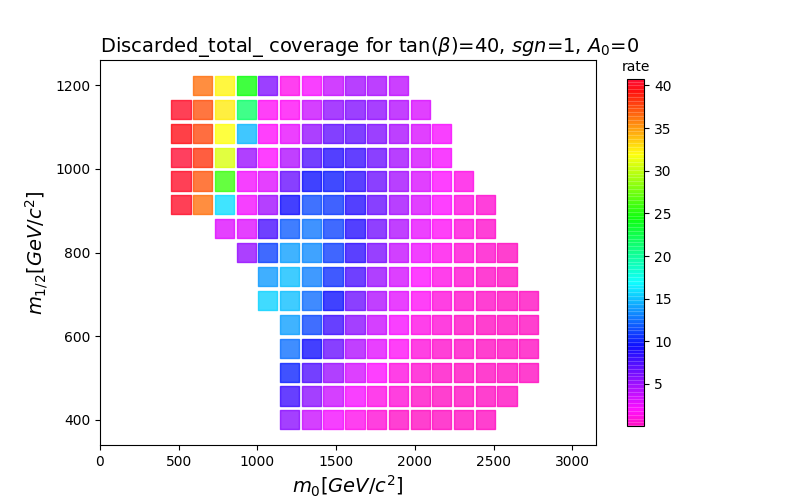 Discarded_total_ coverage for tan(β)=40, sgn=1, A₀=0
rate
1200
1000
800
600
400
m₁/₂[GeV/c²]
0 500 1000 1500 2000 2500 3000
m₀[GeV/c²]
40
35
30
25
20
15
10
5